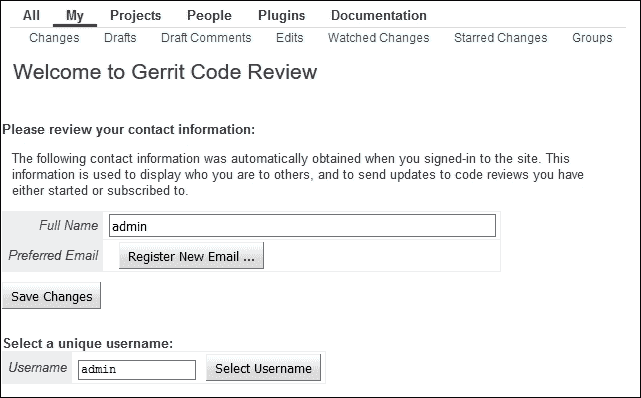 All My Projects People Plugins Documentation
Changes Drafts Draft Comments Edits Watched Changes Starred Changes Groups
Welcome to Gerrit Code Review
Please review your contact information:
The following contact information was automatically obtained when you signed-in to the site. This
information is used to display who you are to others, and to send updates to code reviews you have
either started or subscribed to.
Full Name admin
Preferred Email Register New Email ...
Save Changes
Select a unique username:
Username admin Select Username